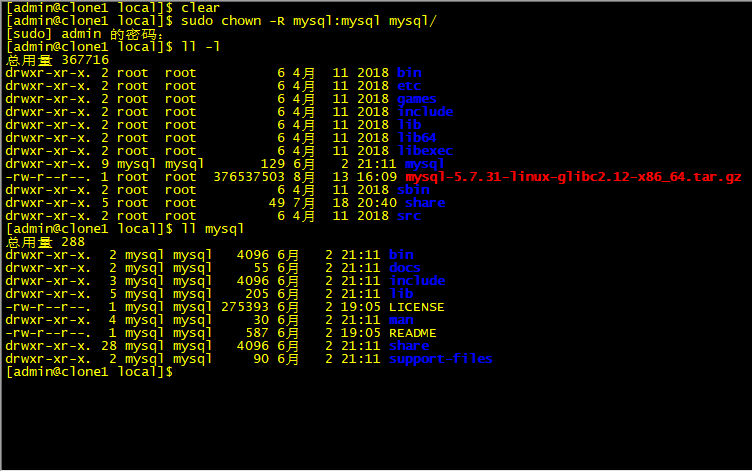 [admin@clone1 local]$ clear
[admin@clone1 local]$ sudo chown -R mysql:mysql mysql/
[sudo] admin 的密码：
[admin@clone1 local]$ ll -l
总用量 367716
drwxr-xr-x. 2 root  root          6 4月  11 2018 bin
drwxr-xr-x. 2 root  root          6 4月  11 2018 etc
drwxr-xr-x. 2 root  root          6 4月  11 2018 games
drwxr-xr-x. 2 root  root          6 4月  11 2018 include
drwxr-xr-x. 2 root  root          6 4月  11 2018 lib
drwxr-xr-x. 2 root  root          6 4月  11 2018 lib64
drwxr-xr-x. 2 root  root          6 4月  11 2018 libexec
drwxr-xr-x. 9 mysql mysql       129 6月   2 21:11 mysql
-rw-r--r--. 1 root  root  376537503 8月  13 16:09 mysql-5.7.31-linux-glibc2.12-x86_64.tar.gz
drwxr-xr-x. 2 root  root          6 4月  11 2018 sbin
drwxr-xr-x. 5 root  root         49 7月  18 20:40 share
drwxr-xr-x. 2 root  root          6 4月  11 2018 src
[admin@clone1 local]$ ll mysql
总用量 288
drwxr-xr-x.  2 mysql mysql   4096 6月   2 21:11 bin
drwxr-xr-x.  2 mysql mysql     55 6月   2 21:11 docs
drwxr-xr-x.  3 mysql mysql   4096 6月   2 21:11 include
drwxr-xr-x.  5 mysql mysql    205 6月   2 21:11 lib
-rw-r--r--.  1 mysql mysql 275393 6月   2 19:05 LICENSE
drwxr-xr-x.  4 mysql mysql     30 6月   2 21:11 man
-rw-r--r--.  1 mysql mysql    587 6月   2 19:05 README
drwxr-xr-x. 28 mysql mysql   4096 6月   2 21:11 share
drwxr-xr-x.  2 mysql mysql     90 6月   2 21:11 support-files
[admin@clone1 local]$